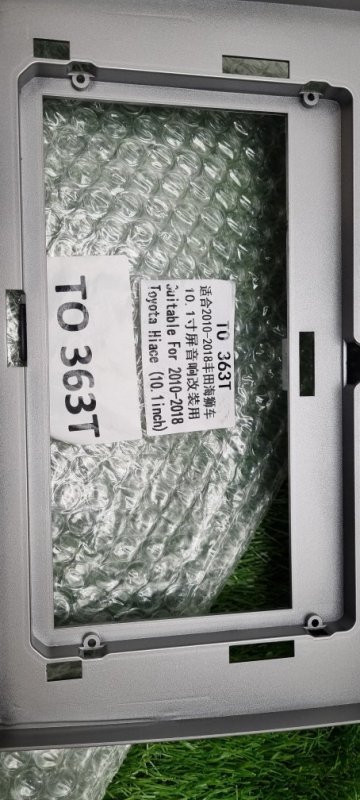 TO 363T
TO 363T
适合2010-2018丰田海狮车
10.1寸屏音响改装用
Suitable For 2010-2018
Toyota Hiace (10.1inch)